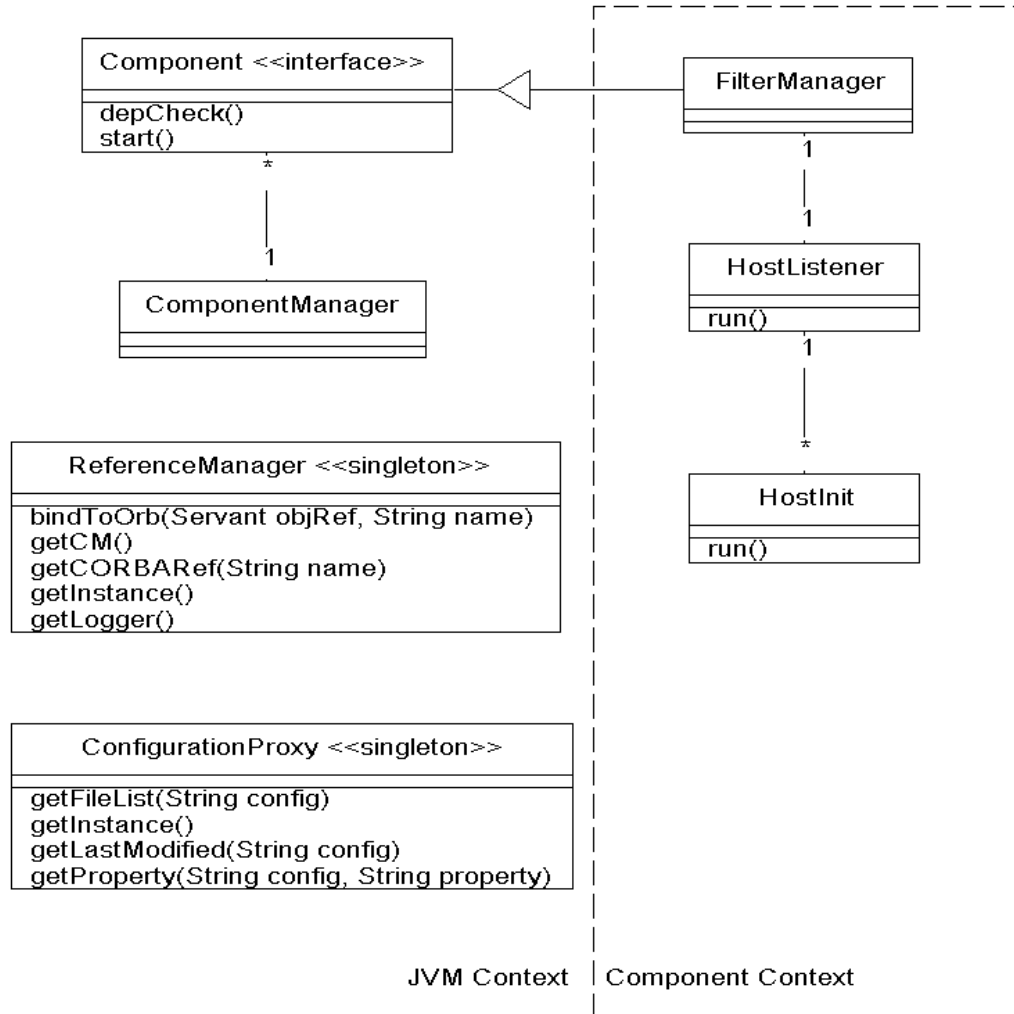 Component <<interface>>
depCheck()
start()
*
1
ComponentManager
FilterManager
1
1
HostListener
run()
1
*
HostInit
run()
ReferenceManager <<singleton>>
bindToOrb(Servant objRef, String name)
getCM()
getCORBARef(String name)
getInstance()
getLogger()
ConfigurationProxy <<singleton>>
getFileList(String config)
getInstance()
getLastModified(String config)
getProperty(String config, String property)
JVM Context
Component Context